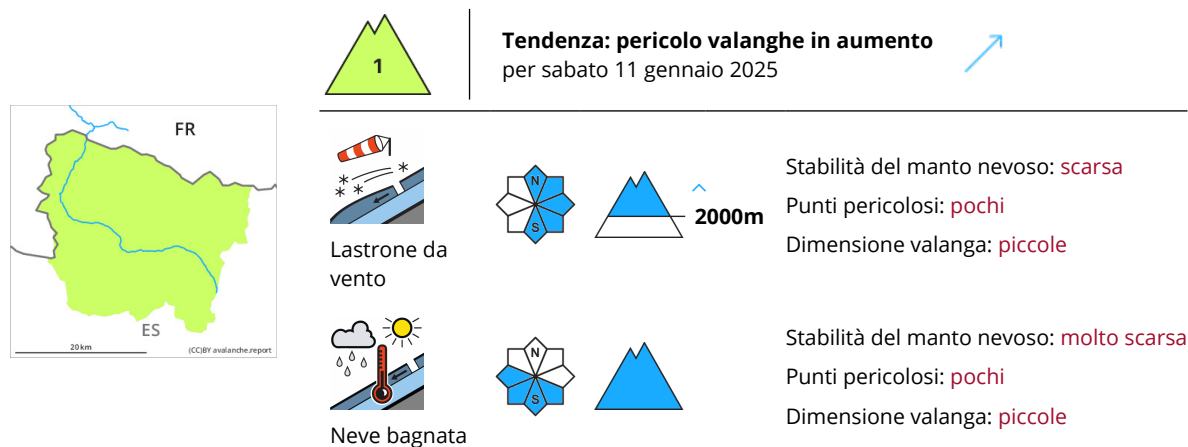 1
Tendenza: pericolo valanghe in aumento
per sabato 11 gennaio 2025
FR
ES
20 km
(CC)BY avalanche.report
Lastrone da
vento
N
S
2000m
Stabilità del manto nevoso: scarsa
Punti pericolosi: pochi
Dimensione valanga: piccole
Neve bagnata
N
S
Stabilità del manto nevoso: molto scarsa
Punti pericolosi: pochi
Dimensione valanga: piccole